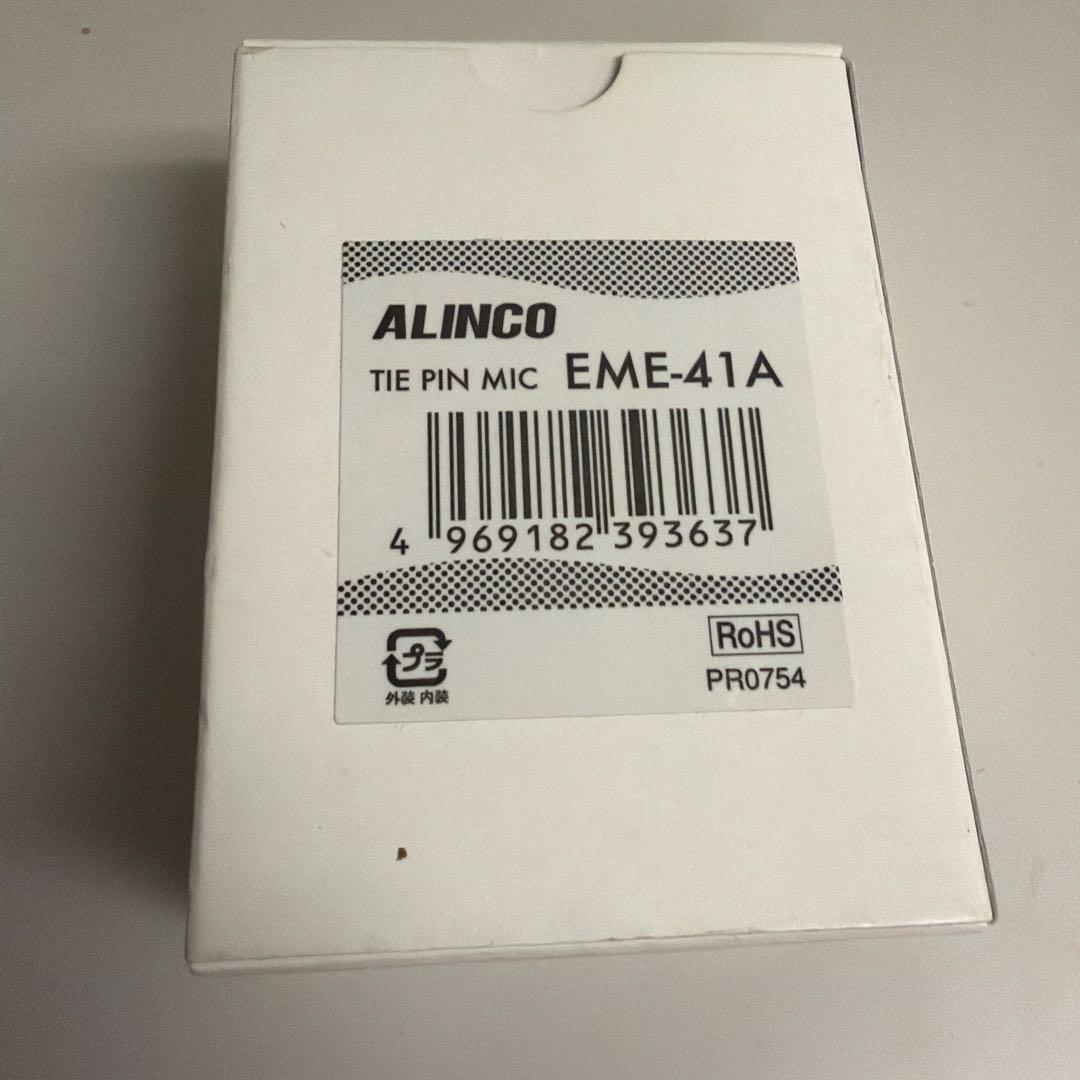 ALINCO
TIE PIN MIC EME-41A
4 969182 393637
プラ
外装 内装
RoHS
PR0754